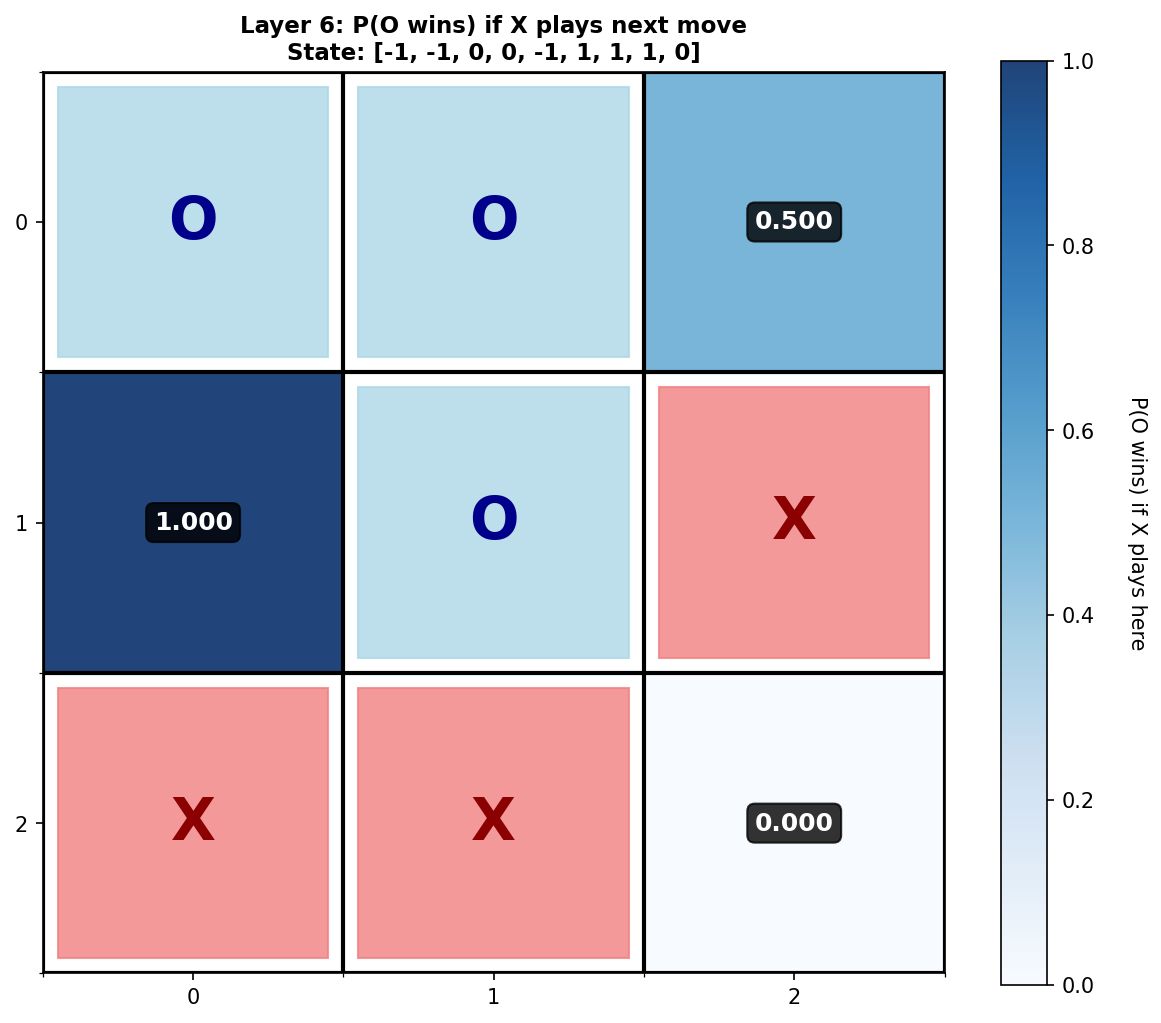 Layer 6: P(O wins) if X plays next move
State: [-1, -1, 0, 0, -1, 1, 1, 1, 0]
0
O
O
0.500
1
1.000
O
X
2
X
X
0.000
0
1
2
1.0
0.8
0.6
0.4
0.2
0.0
P(O wins) if X plays here